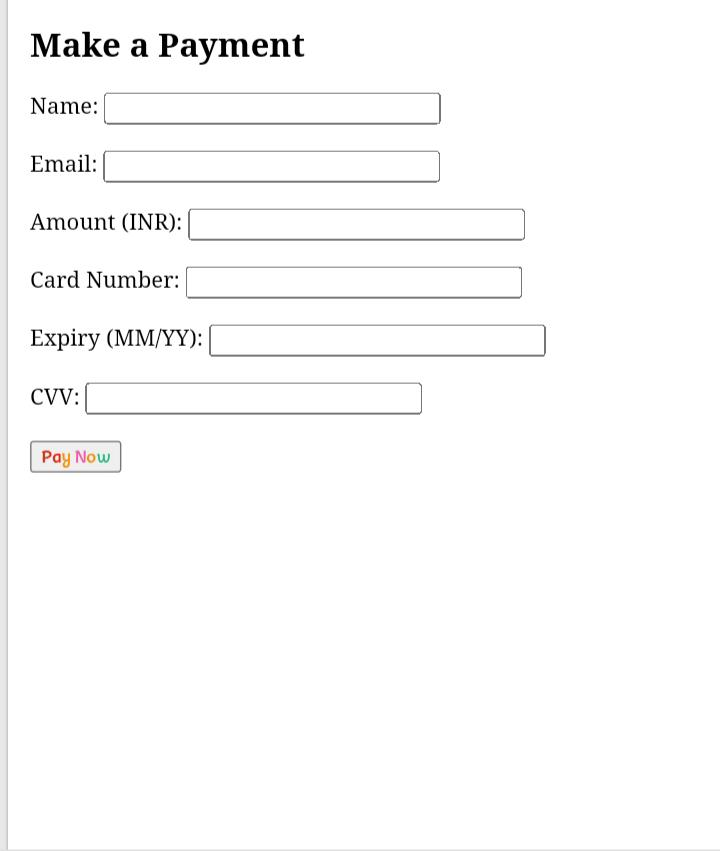 Make a Payment
Name:
Email:
Amount (INR):
Card Number:
Expiry (MM/YY):
CVV:
Pay Now